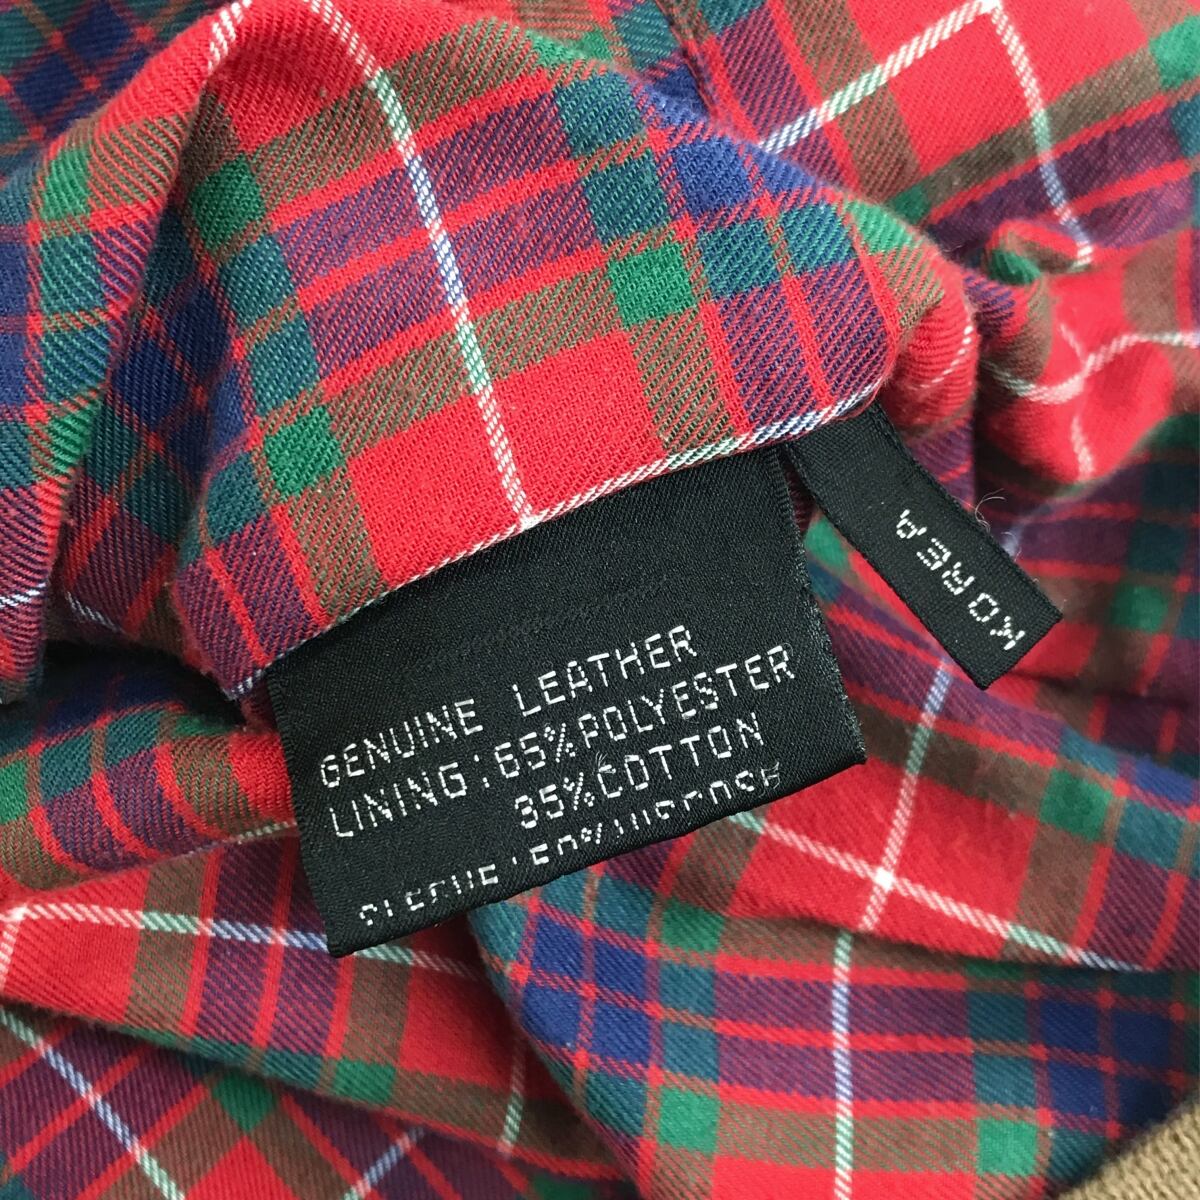 GENUINE LEATHER
LINING:65%POLYESTER
35%COTTON
KOREA